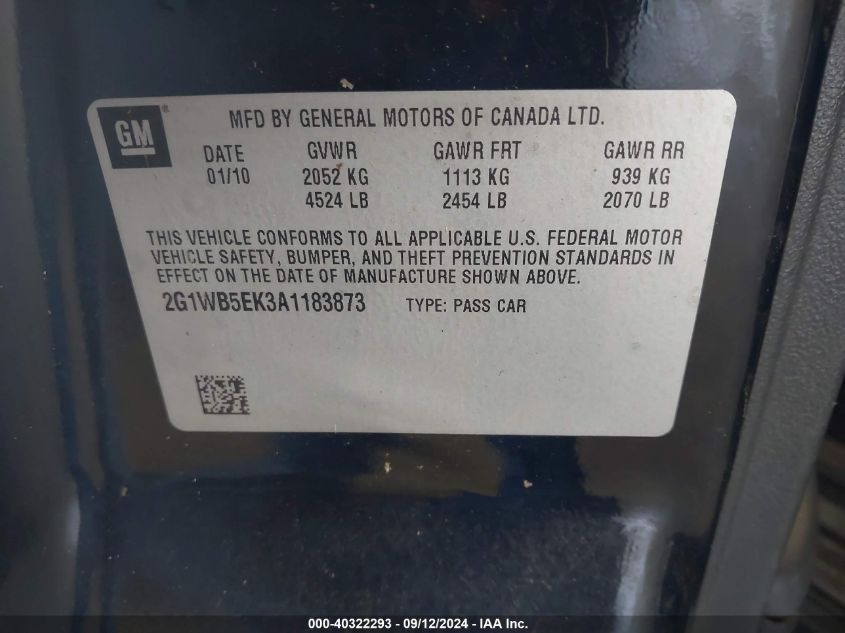 GM ®
MFD BY GENERAL MOTORS OF CANADA LTD.
DATE GVWR GAWR FRT GAWR RR
01/10 2052 KG 1113 KG 939 KG
4524 LB 2454 LB 2070 LB
THIS VEHICLE CONFORMS TO ALL APPLICABLE U.S. FEDERAL MOTOR
VEHICLE SAFETY, BUMPER, AND THEFT PREVENTION STANDARDS IN
EFFECT ON THE DATE OF MANUFACTURE SHOWN ABOVE.
2G1WB5EK3A1183873 TYPE: PASS CAR
000-40322293 - 09/12/2024 - IAA Inc.